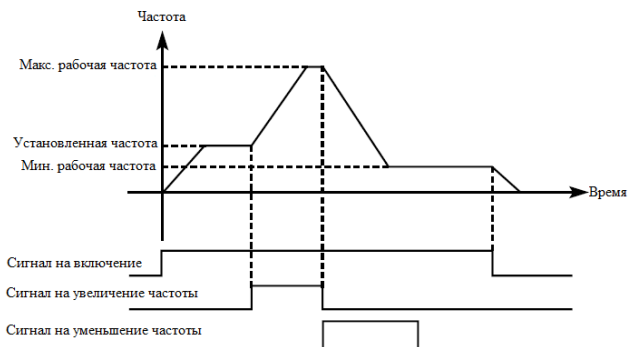 Частота
Макс. рабочая частота
Установленная частота
Мин. рабочая частота
Время
Сигнал на включение
Сигнал на увеличение частоты
Сигнал на уменьшение частоты